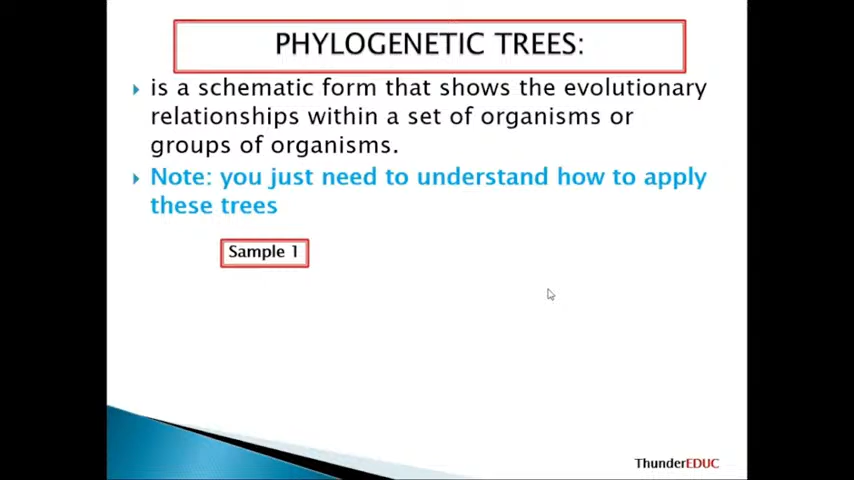 PHYLOGENETIC TREES:
is a schematic form that shows the evolutionary
relationships within a set of organisms or
groups of organisms.
Note: you just need to understand how to apply
these trees
Sample 1
ThunderEDUC